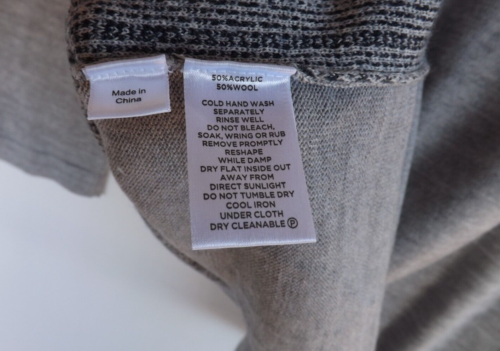 Made in
China
50%ACRYLIC
50%WOOL
COLD HAND WASH
SEPARATELY
RINSE WELL
DO NOT BLEACH,
SOAK, WRING OR RUB
REMOVE PROMPTLY
RESHAPE
WHILE DAMP
DRY FLAT INSIDE OUT
AWAY FROM
DIRECT SUNLIGHT
DO NOT TUMBLE DRY
COOL IRON
UNDER CLOTH
DRY CLEANABLE Ⓟ